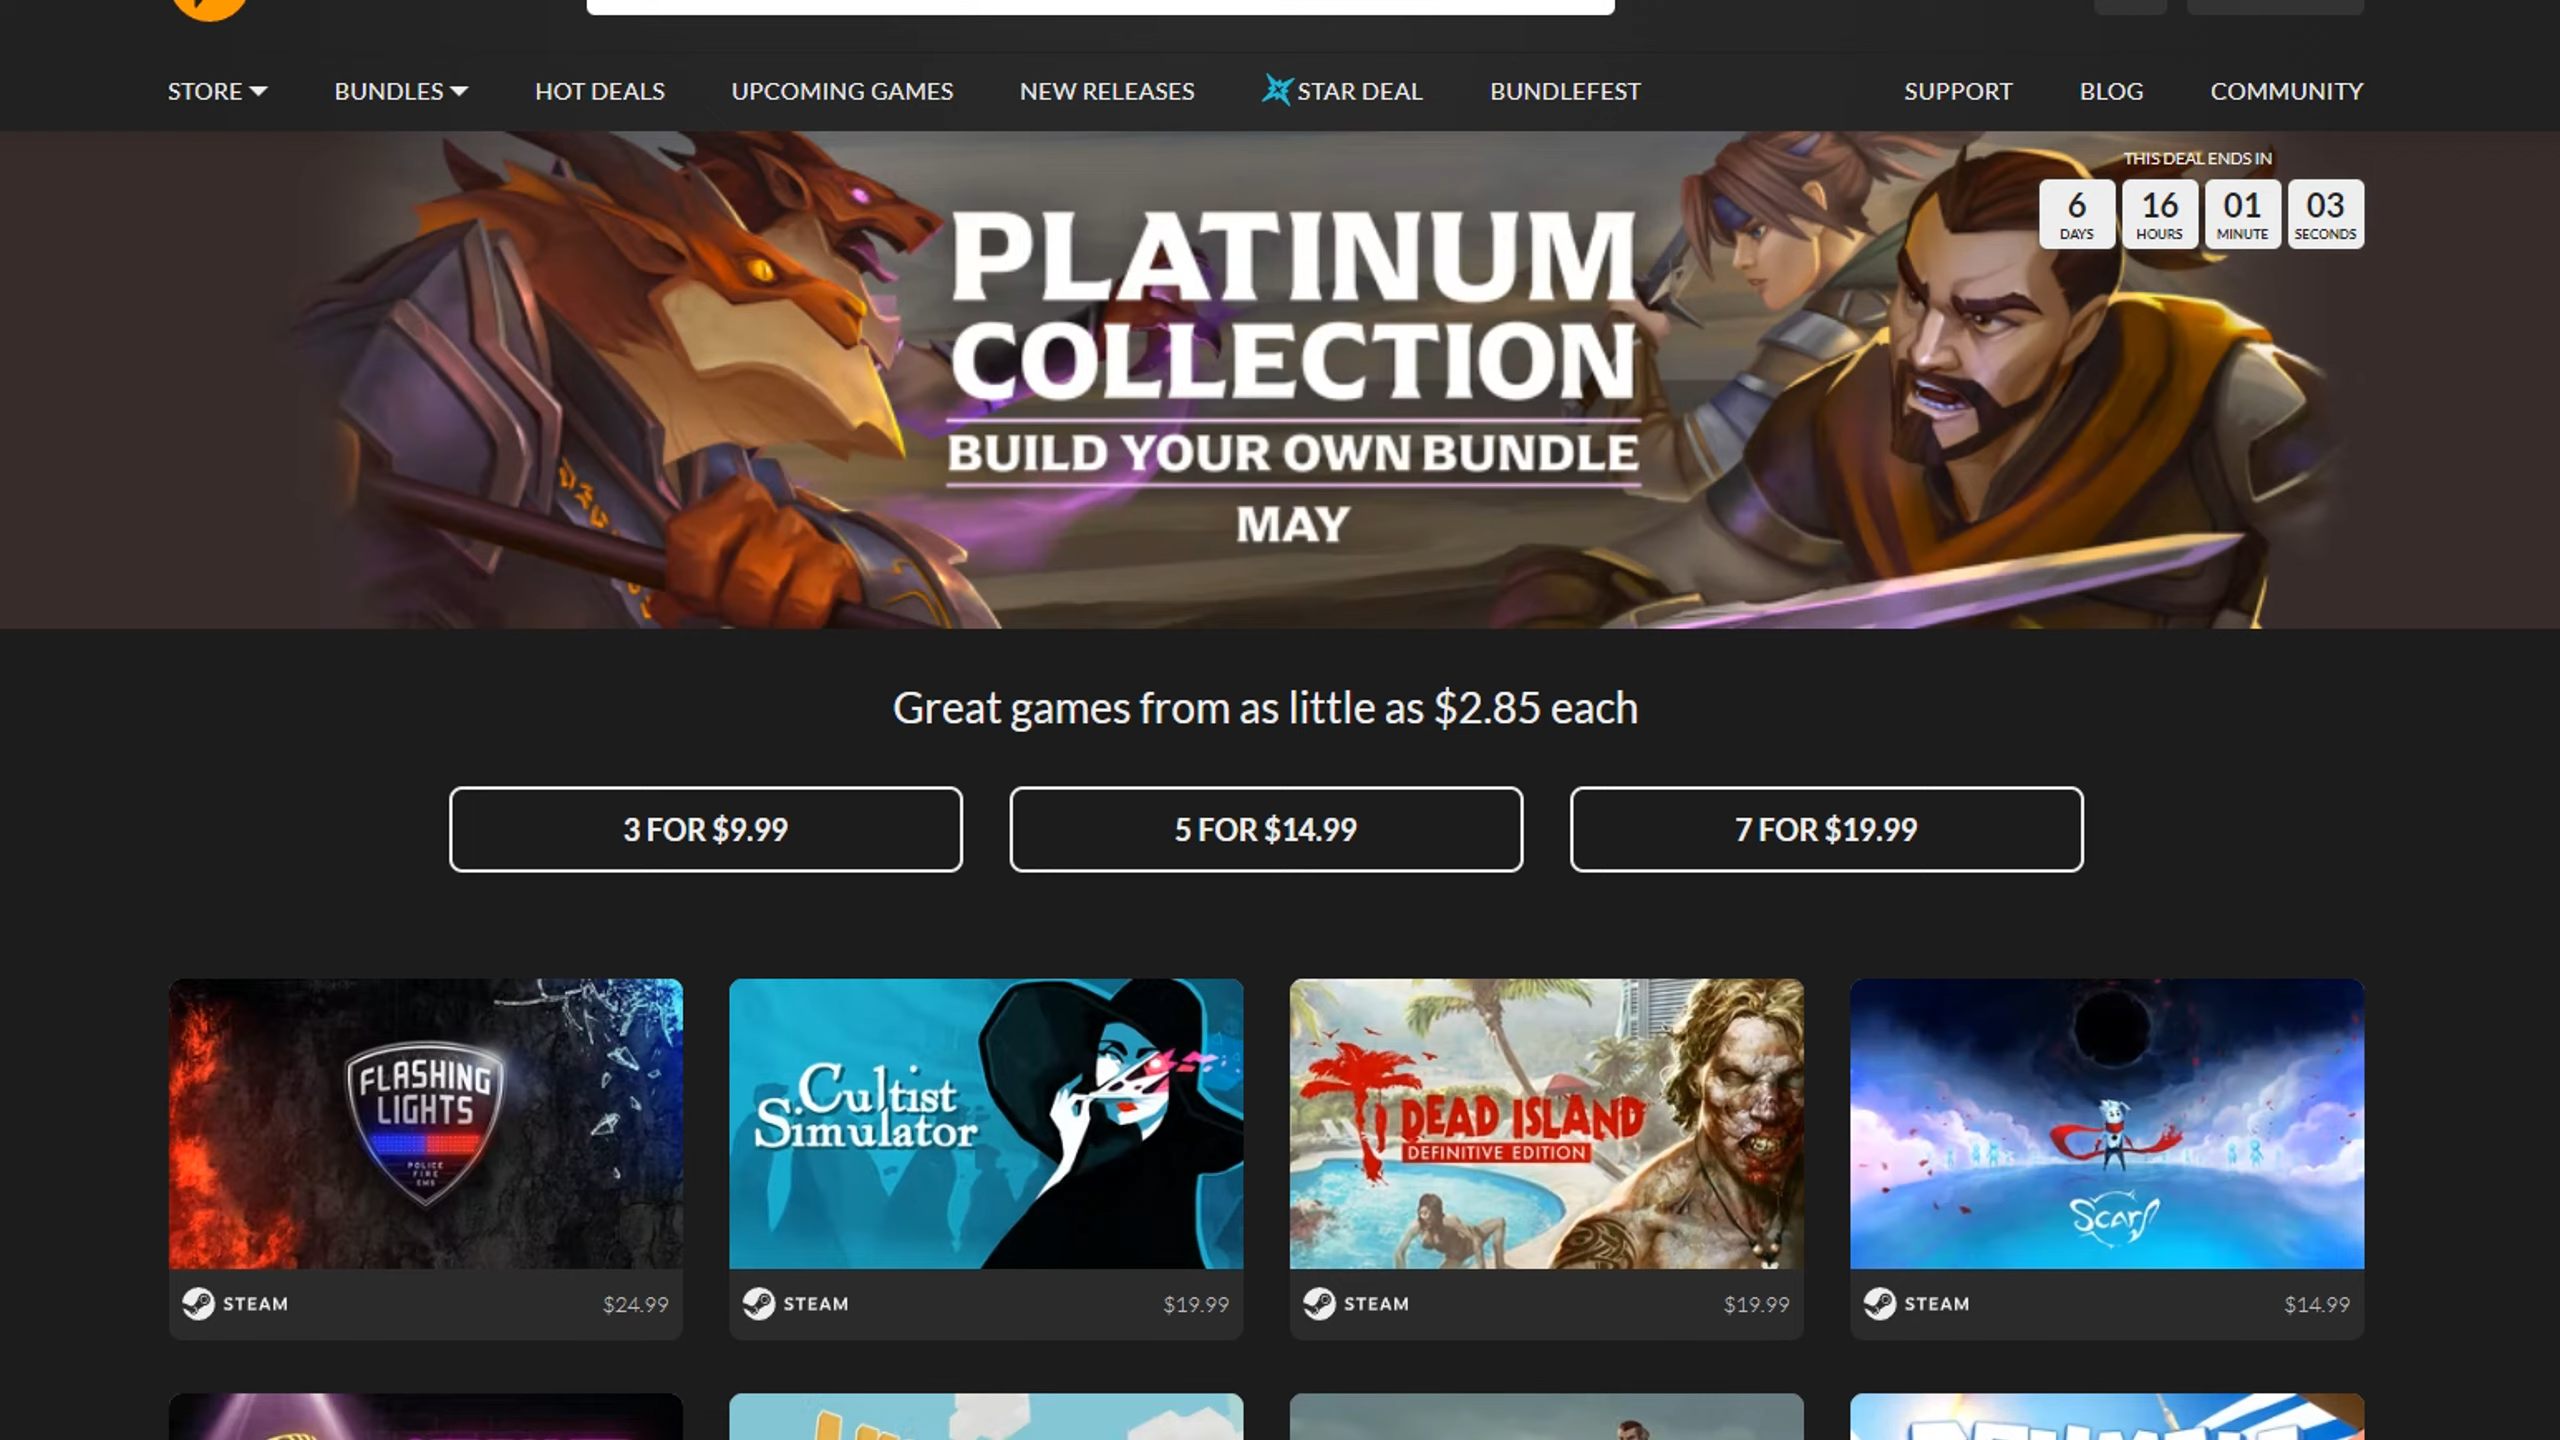 STORE BUNDLES HOT DEALS UPCOMING GAMES NEW RELEASES STAR DEAL BUNDLEFEST SUPPORT BLOG COMMUNITY
THIS DEAL ENDS IN
6 16 01 03
DAYS HOURS MINUTE SECONDS
PLATINUM
COLLECTION
BUILD YOUR OWN BUNDLE
MAY
Great games from as little as $2.85 each
3 FOR $9.99 5 FOR $14.99 7 FOR $19.99
FLASHING
LIGHTS
POLICE
FIRE
EMS
Cultist
Simulator
DEAD ISLAND
DEFINITIVE EDITION
Scarf
STEAM $24.99 STEAM $19.99 STEAM $19.99 STEAM $14.99